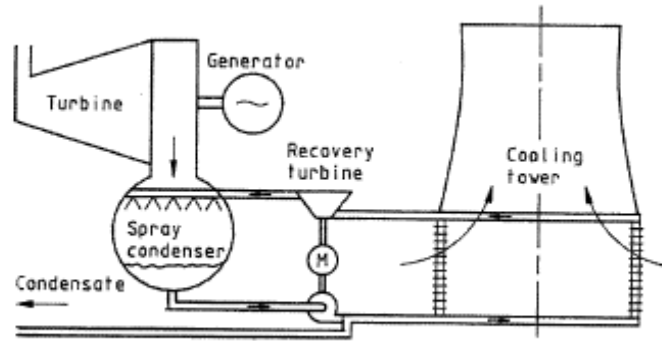 Generator
Turbine
Recovery
turbine
Cooling
tower
Spray
condenser
M
Condensate